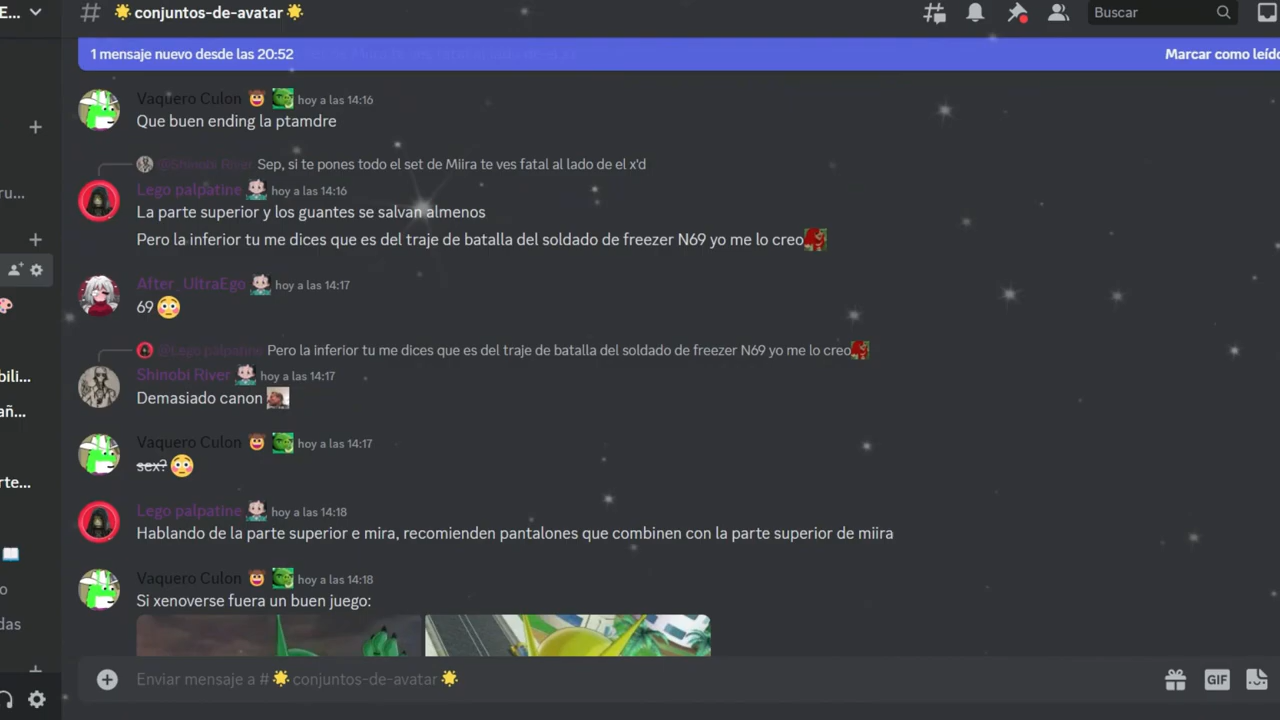 E...
# 🌟conjuntos-de-avatar🌟
Buscar
1 mensaje nuevo desde las 20:52
Marcar como leído
Vaquero Culon hoy a las 14:16
Que buen ending la ptamdre
@Shinobi River Sep, si te pones todo el set de Miira te ves fatal al lado de el x'd
Lego palpatine hoy a las 14:16
La parte superior y los guantes se salvan almenos
Pero la inferior tu me dices que es del traje de batalla del soldado de freezer N69 yo me lo creo
After_UltraEgo hoy a las 14:17
69 😳
@Lego palpatine Pero la inferior tu me dices que es del traje de batalla del soldado de freezer N69 yo me lo creo
Shinobi River hoy a las 14:17
Demasiado canon
Vaquero Culon hoy a las 14:17
sex? 😳
Lego palpatine hoy a las 14:18
Hablando de la parte superior e mira, recomienden pantalones que combinen con la parte superior de miira
Vaquero Culon hoy a las 14:18
Si xenoverse fuera un buen juego:
Enviar mensaje a #🌟conjuntos-de-avatar🌟
GIF
ru...
bili...
añ...
rte...
o
das